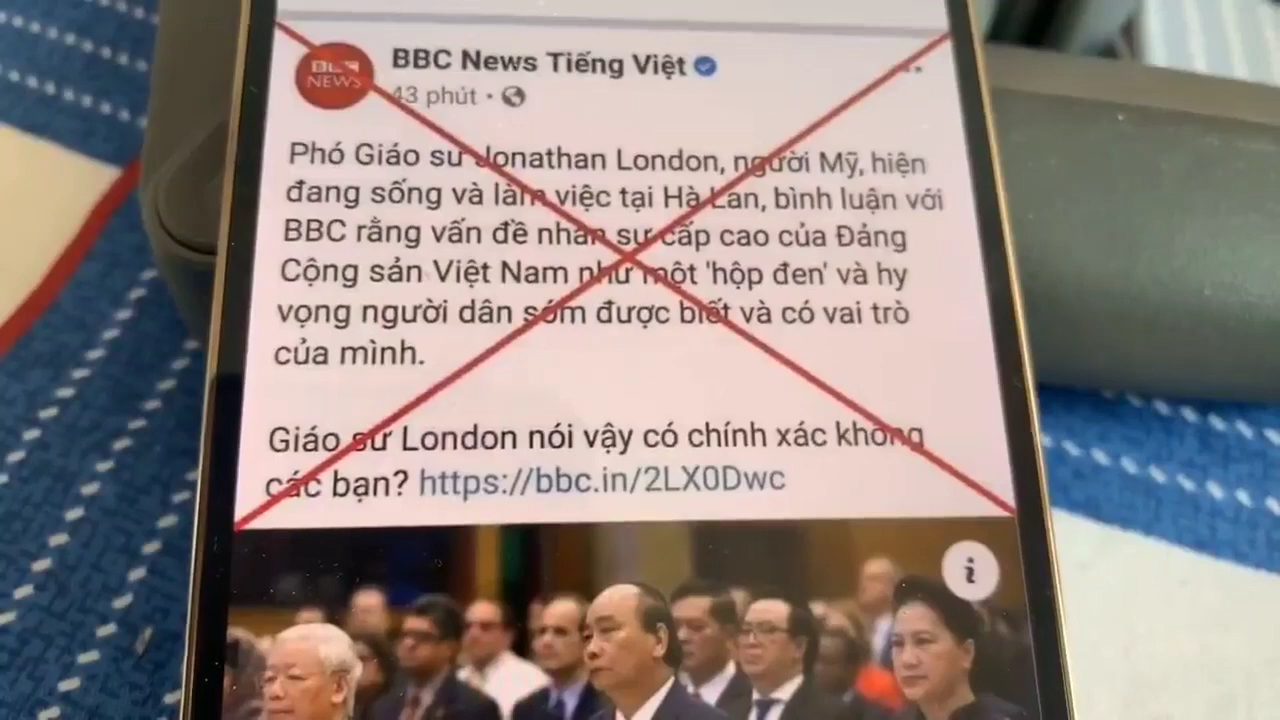 BBC News Tiếng Việt
BBC
NEWS
43 phút
Phó Giáo sư Jonathan London, người Mỹ, hiện
đang sống và làm việc tại Hà Lan, bình luận với
BBC rằng vấn đề nhân sự cấp cao của Đảng
Cộng sản Việt Nam như một 'hộp đen' và hy
vọng người dân sớm được biết và có vai trò
của mình.
Giáo sư London nói vậy có chính xác không
các bạn? https://bbc.in/2LX0Dwc
i